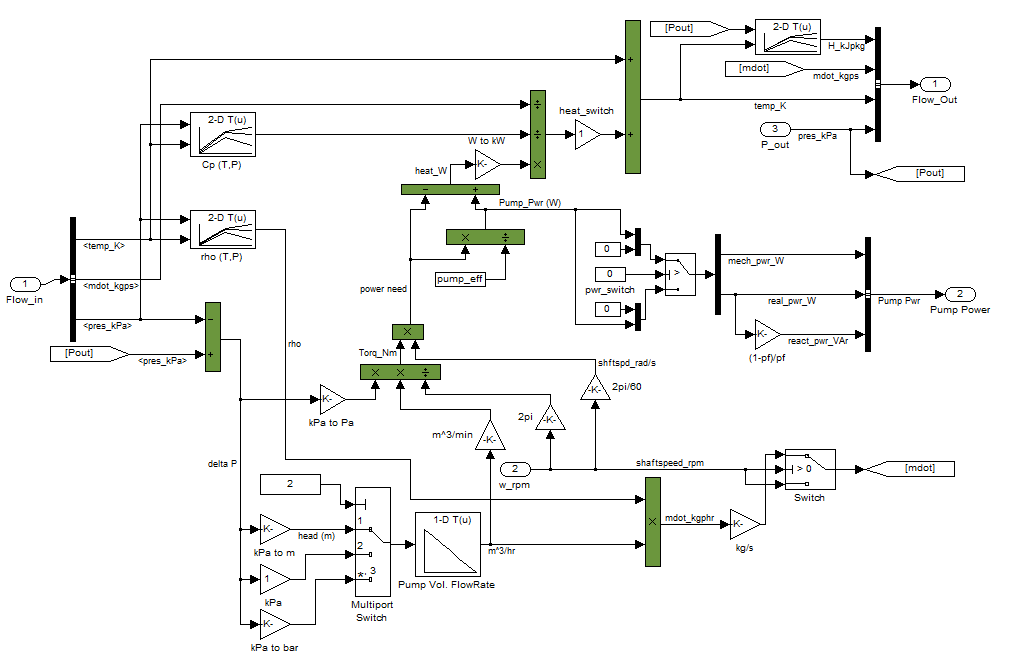 [Pout]
2-D T(u)
H_kJpkg
[mdot]
mdot_kgps
1
Flow_Out
temp_K
3
P_out
pres_kPa
[Pout]
+
+
heat_switch
1
÷
÷
×
W to kW
-K-
heat_W
2-D T(u)
Cp (T,P)
− +
Pump_Pwr (W)
× ÷
pump_eff
power need
2-D T(u)
rho (T,P)
<temp_K>
1
Flow_in
<mdot_kgps>
<pres_kPa>
[Pout]
<pres_kPa>
−
+
rho
0
0
pwr_switch
0
>
mech_pwr_W
real_pwr_W
-K-
react_pwr_VAr
(1-pf)/pf
Pump Pwr
2
Pump Power
×
Torq_Nm
× × ÷
shftspd_rad/s
-K-
2pi/60
-K-
kPa to Pa
2pi
-K-
m^3/min
-K-
delta P
2
w_rpm
shaftspeed_rpm
> 0
Switch
[mdot]
2
1
2
*, 3
Multiport
Switch
-K-
kPa to m
head (m)
1
kPa
-K-
kPa to bar
1-D T(u)
Pump Vol. FlowRate
m^3/hr
×
mdot_kgphr
-K-
kg/s